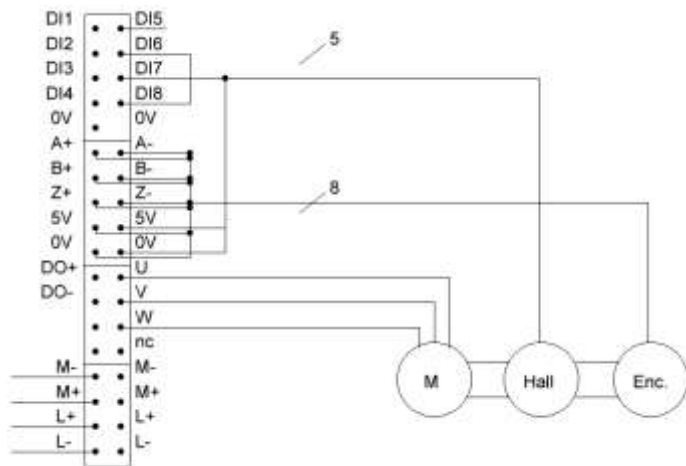 DI1 DI5
DI2 DI6
5
DI3 DI7
DI4 DI8
0V 0V
A+ A-
B+ B-
8
Z+ Z-
5V 5V
0V 0V
DO+ U
DO- V
W
nc
M- M-
M Hall Enc.
M+ M+
L+ L+
L- L-